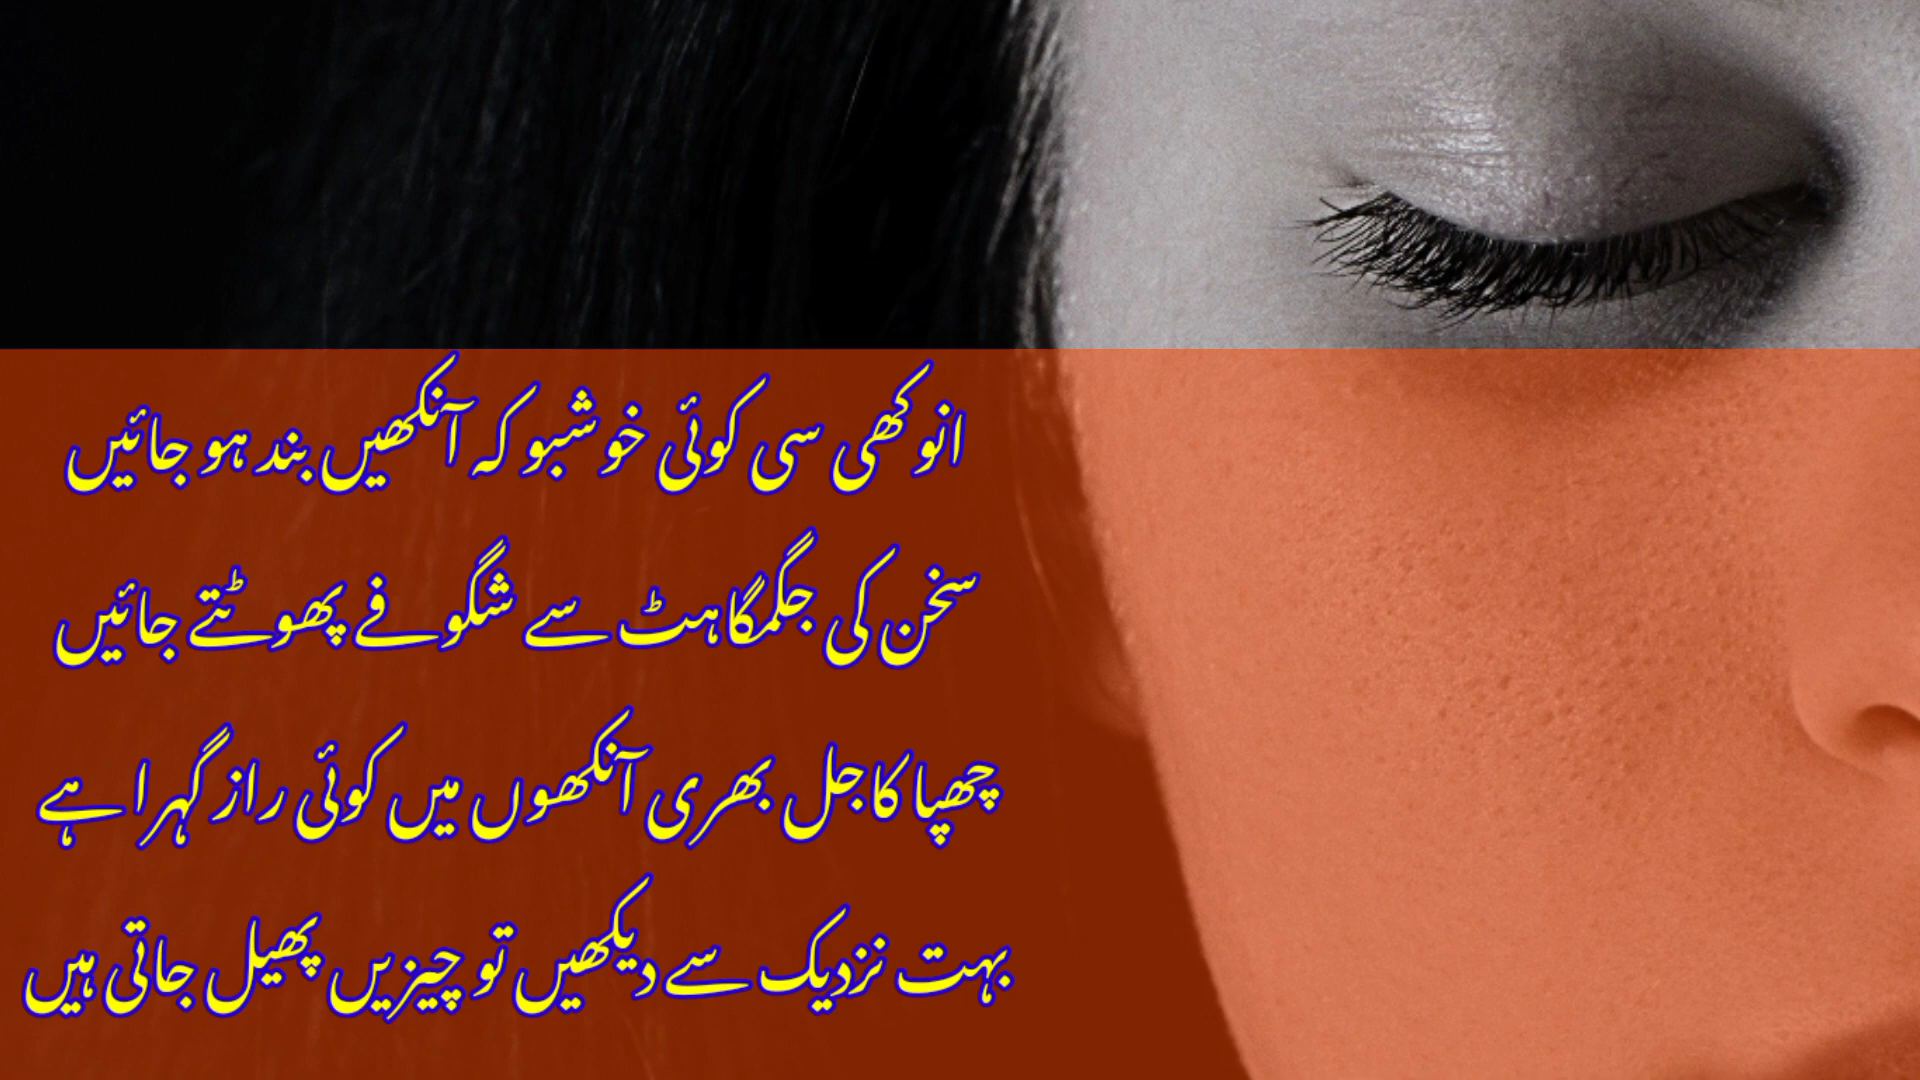 انوکھی سی کوئی خوشبو کہ آنکھیں بند ہو جائیں
سخن کی جگمگاہٹ سے شگوفے پھوٹتے جائیں
چھپا کاجل بھری آنکھوں میں کوئی راز گہرا ہے
بہت نزدیک سے دیکھیں تو چیزیں پھیل جاتی ہیں